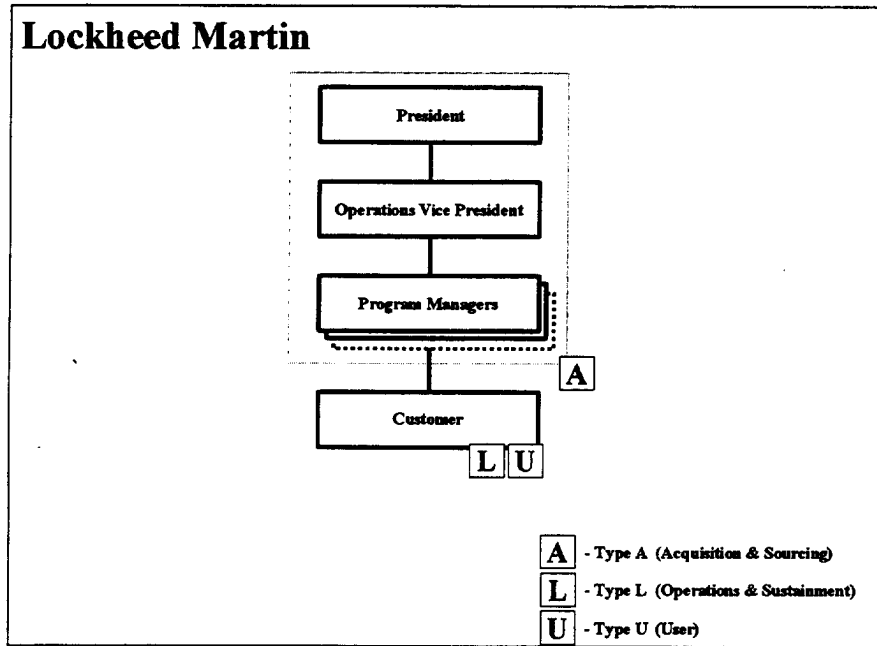 Lockheed Martin
President
Operations Vice President
Program Managers
A
Customer
L U
A - Type A (Acquisition & Sourcing)
L - Type L (Operations & Sustainment)
U - Type U (User)